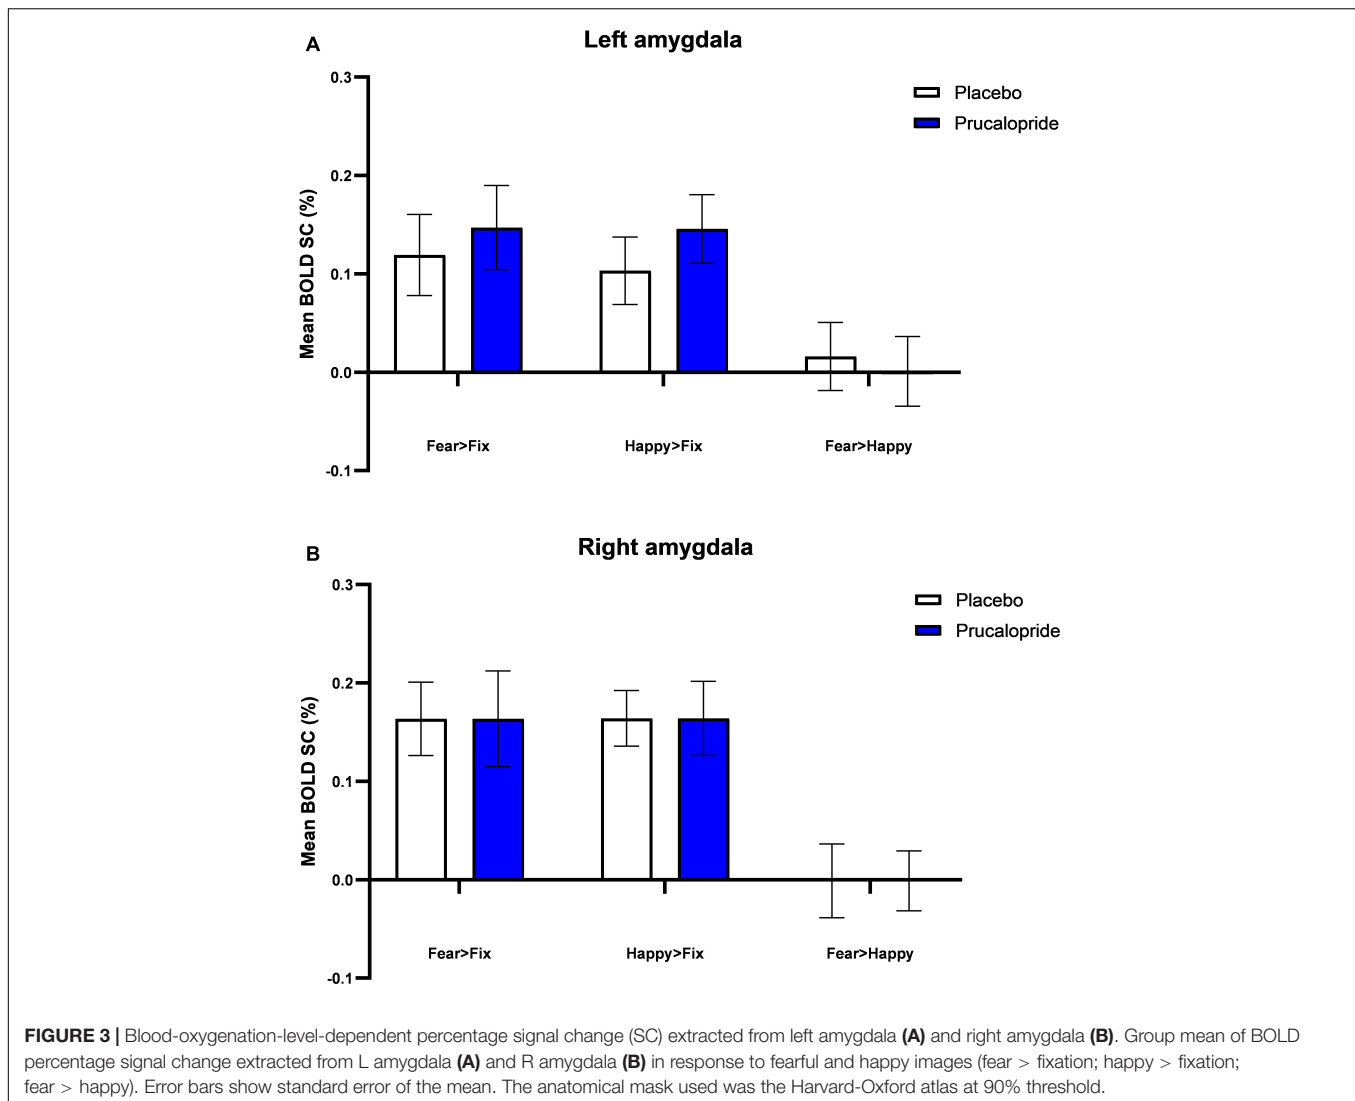 A
Left amygdala
0.3
0.2
0.1
0.0
-0.1
Mean BOLD SC (%)
Placebo
Prucalopride
Fear>Fix
Happy>Fix
Fear>Happy
B
Right amygdala
0.3
0.2
0.1
0.0
-0.1
Mean BOLD SC (%)
Placebo
Prucalopride
Fear>Fix
Happy>Fix
Fear>Happy
FIGURE 3 | Blood-oxygenation-level-dependent percentage signal change (SC) extracted from left amygdala (A) and right amygdala (B). Group mean of BOLD
percentage signal change extracted from L amygdala (A) and R amygdala (B) in response to fearful and happy images (fear > fixation; happy > fixation;
fear > happy). Error bars show standard error of the mean. The anatomical mask used was the Harvard-Oxford atlas at 90% threshold.